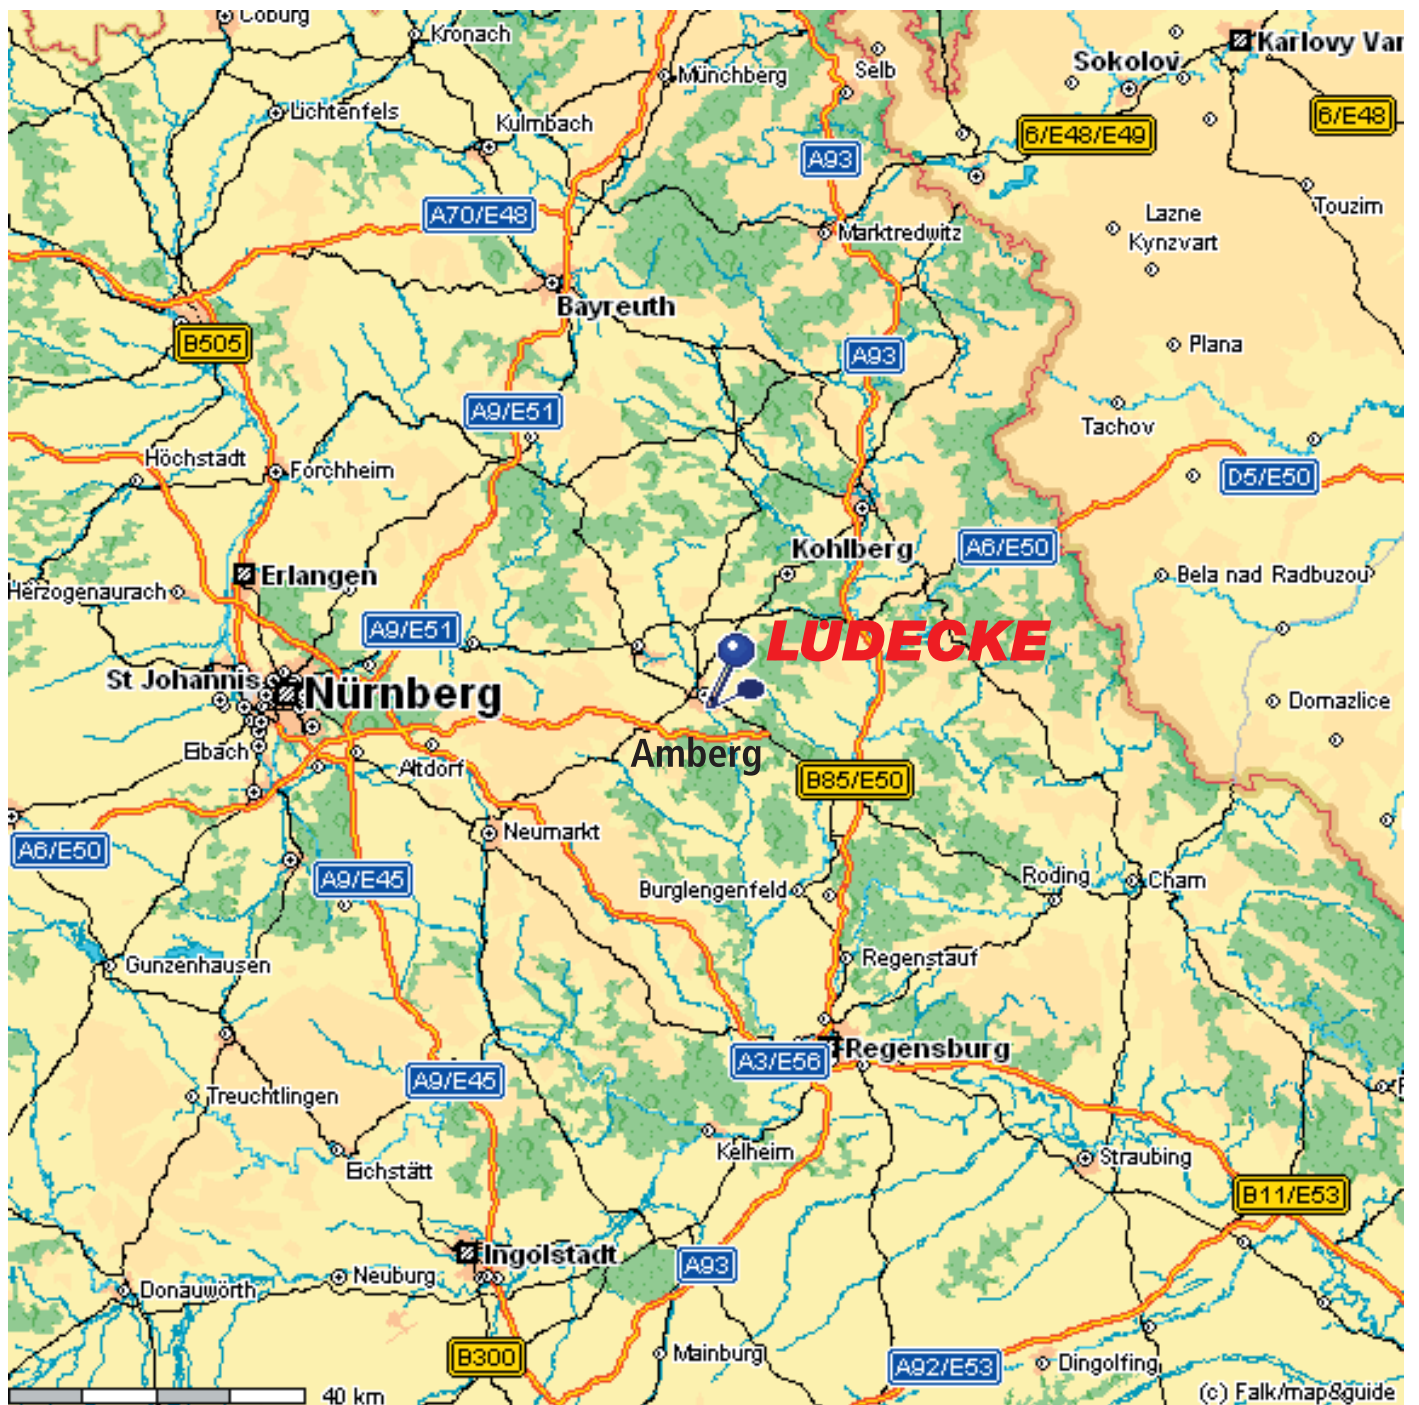 Coburg
Kronach
Karlovy Var
Sokolov
Selb
Münchberg
Lichtenfels
Kulmbach
6/E48
6/E48/E49
A93
Touzim
A70/E48
Lazne
Kynzvart
Marktredwitz
Bayreuth
B505
Plana
A93
A9/E51
Tachov
Höchstadt
Forchheim
D5/E50
Kohlberg
A6/E50
Erlangen
Bela nad Radbuzou
Herzogenaurach
A9/E51
LÜDECKE
St Johannis
Nürnberg
Domazlice
Eibach
Amberg
Altdorf
B85/E50
Neumarkt
A6/E50
A9/E45
Burglengenfeld
Roding
Cham
Regenstauf
Gunzenhausen
Regensburg
A3/E56
A9/E45
Treuchtlingen
Kelheim
Straubing
Eichstätt
B11/E53
Ingolstadt
A93
Neuburg
Donauwörth
B300
Mainburg
A92/E53
Dingolfing
40 km
(c) Falk/map&guide